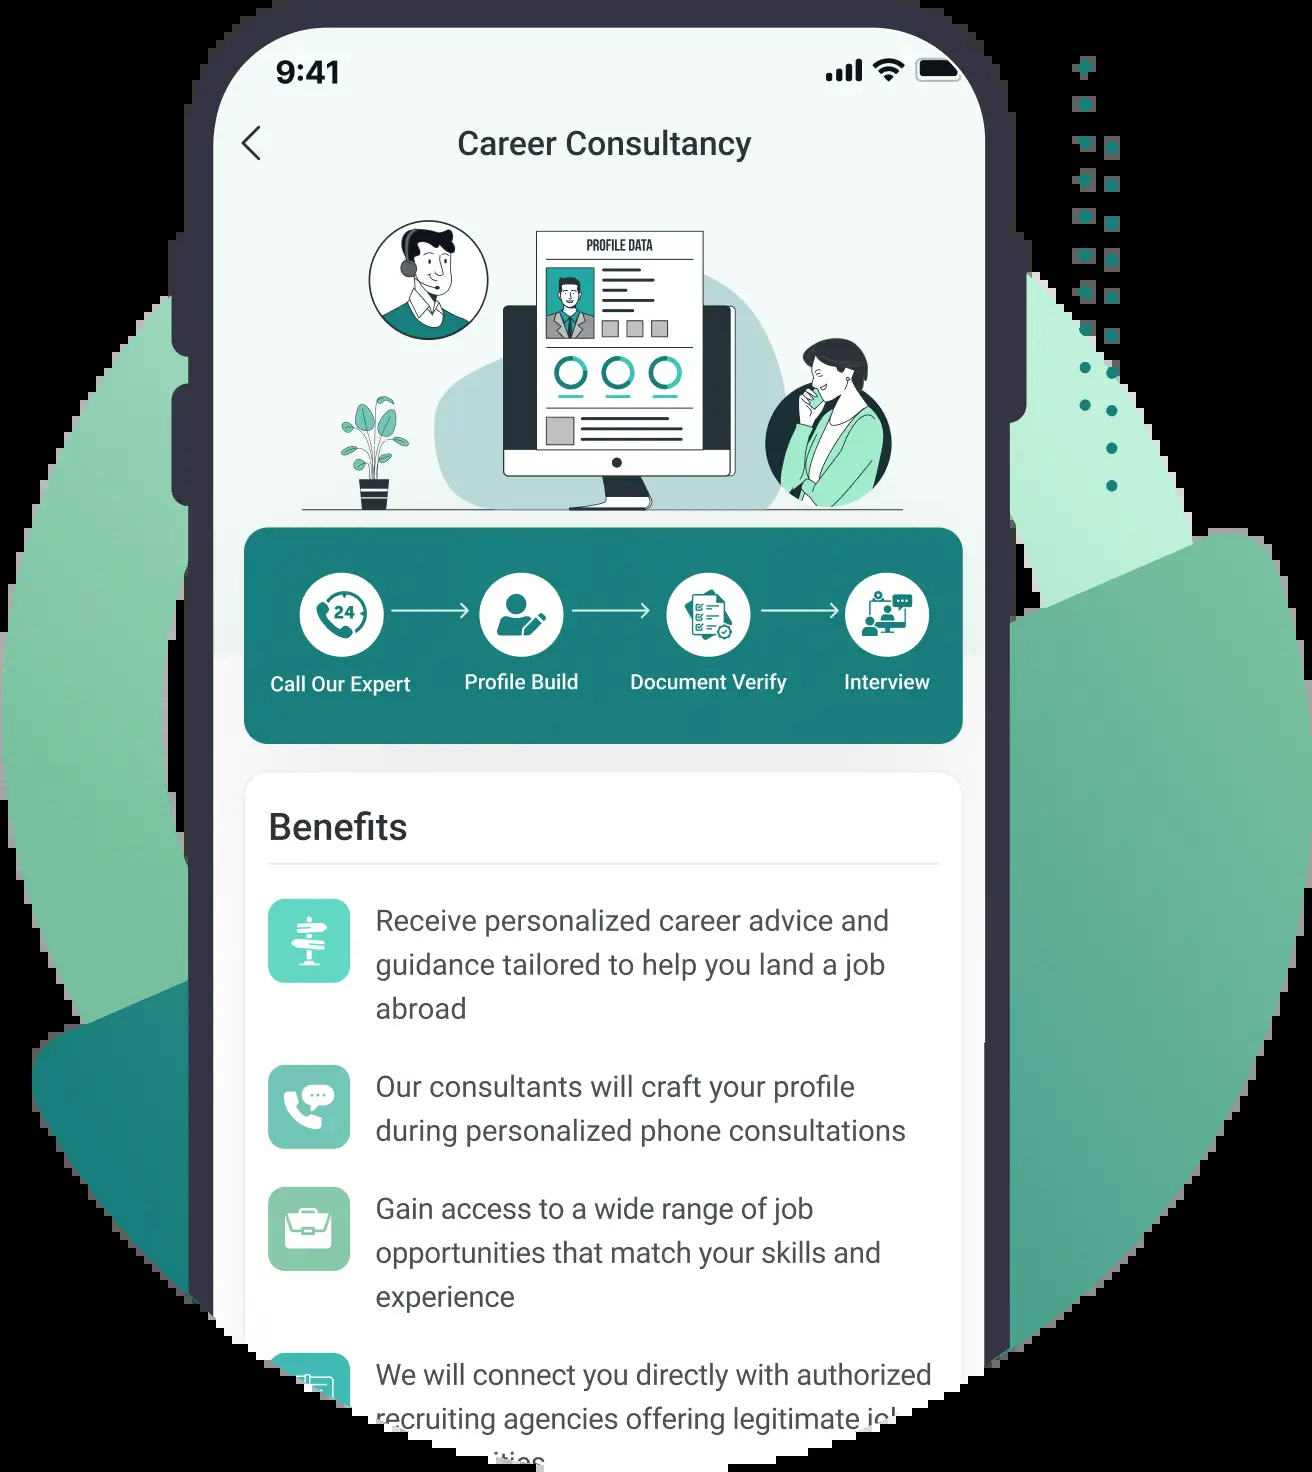 9:41
Career Consultancy
PROFILE DATA
24
Call Our Expert
Profile Build
Document Verify
Interview
Benefits
Receive personalized career advice and
guidance tailored to help you land a job
abroad
Our consultants will craft your profile
during personalized phone consultations
Gain access to a wide range of job
opportunities that match your skills and
experience
We will connect you directly with authorized
recruiting agencies offering legitimate